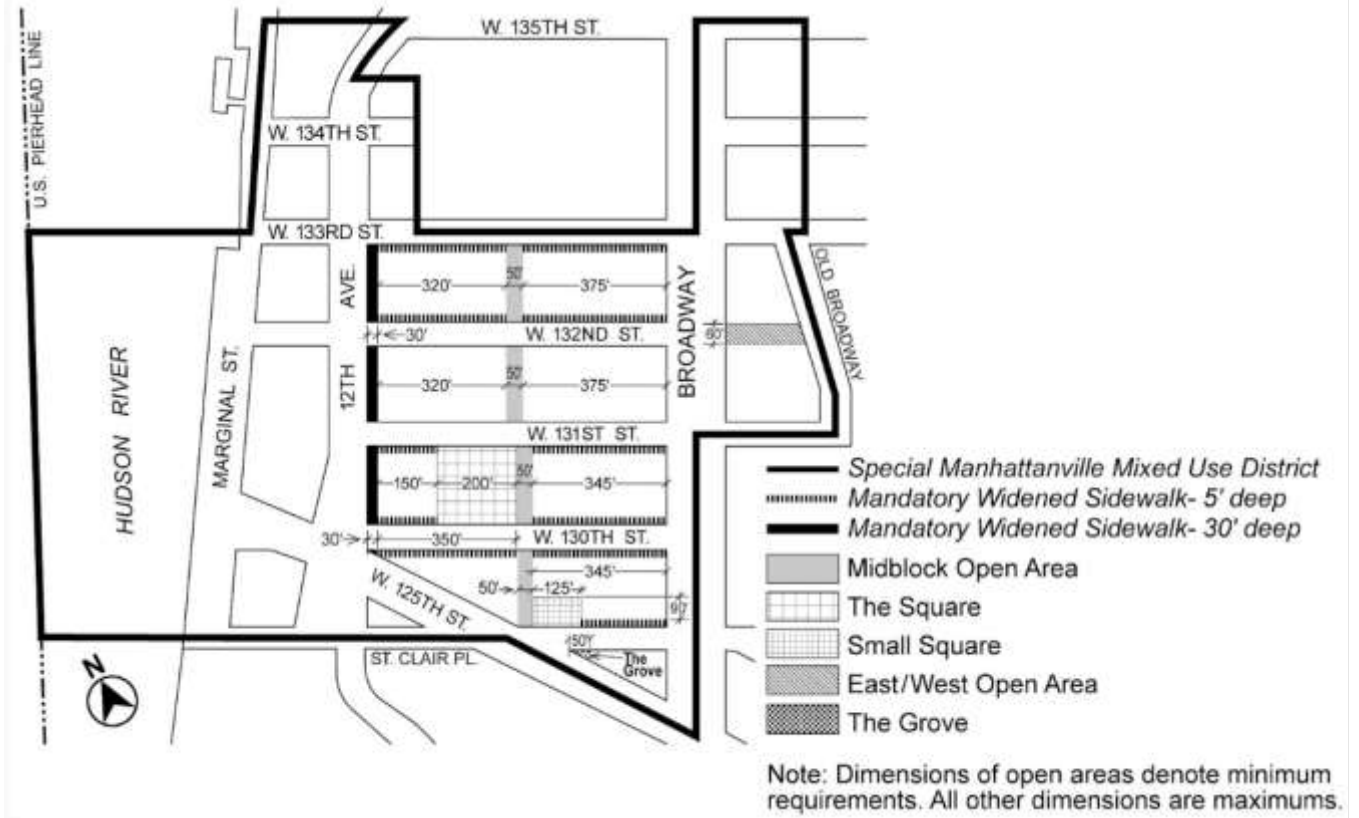 U.S. PIERHEAD LINE
W. 135TH ST.
W. 134TH ST.
W. 133RD ST.
320'
50'
375'
AVE.
BROADWAY
OLD BROADWAY
30'
W. 132ND ST.
60'
HUDSON RIVER
MARGINAL ST.
12TH
320'
50'
375'
W. 131ST ST.
150'
200'
50'
345'
30'
350'
W. 130TH ST.
345'
50'
125'
W. 125TH ST.
50'
The
Grove
ST. CLAIR PL.
N
Special Manhattanville Mixed Use District
Mandatory Widened Sidewalk- 5' deep
Mandatory Widened Sidewalk- 30' deep
Midblock Open Area
The Square
Small Square
East/West Open Area
The Grove
Note: Dimensions of open areas denote minimum
requirements. All other dimensions are maximums.